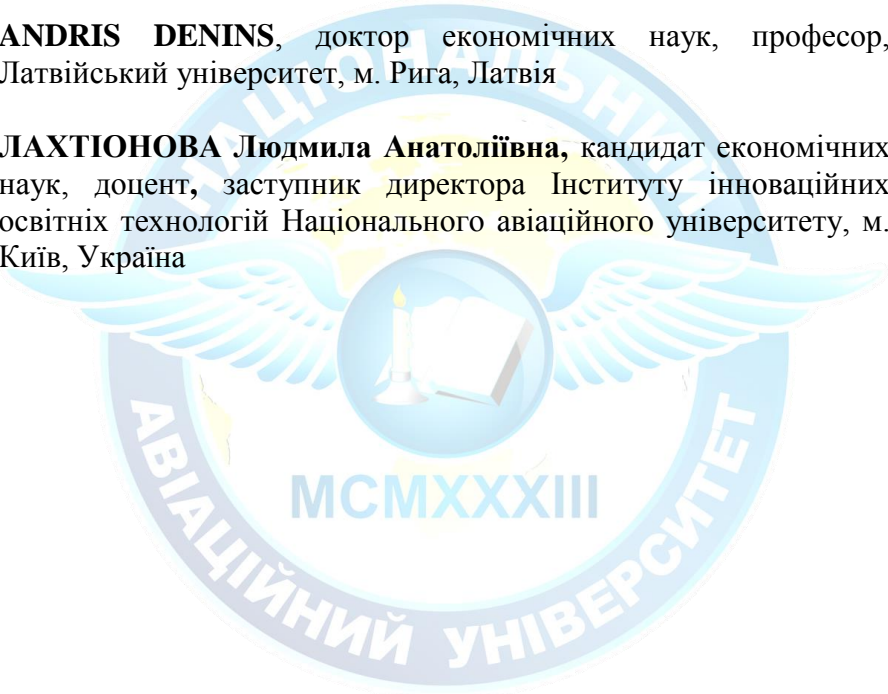 ANDRIS DENINS, доктор економічних наук, професор,
Латвійський університет, м. Рига, Латвія
ЛАХТІОНОВА Людмила Анатоліївна, кандидат економічних
наук, доцент, заступник директора Інституту інноваційних
освітніх технологій Національного авіаційного університету, м.
Київ, Україна
НАЦІОНАЛЬНИЙ
АВІАЦІЙНИЙ УНІВЕРСИТЕТ
MCMXXXIII